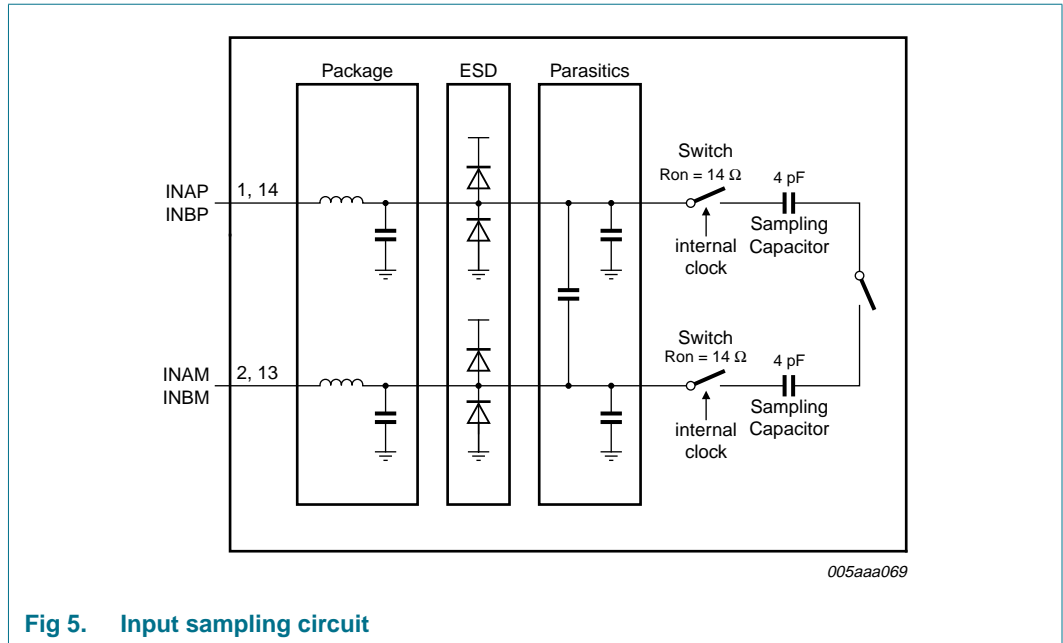 Package
ESD
Parasitics
Switch
Ron = 14 Ω
4 pF
INAP
INBP
1, 14
internal
clock
Sampling
Capacitor
Switch
Ron = 14 Ω
4 pF
INAM
INBM
2, 13
internal
clock
Sampling
Capacitor
005aaa069
Fig 5. Input sampling circuit